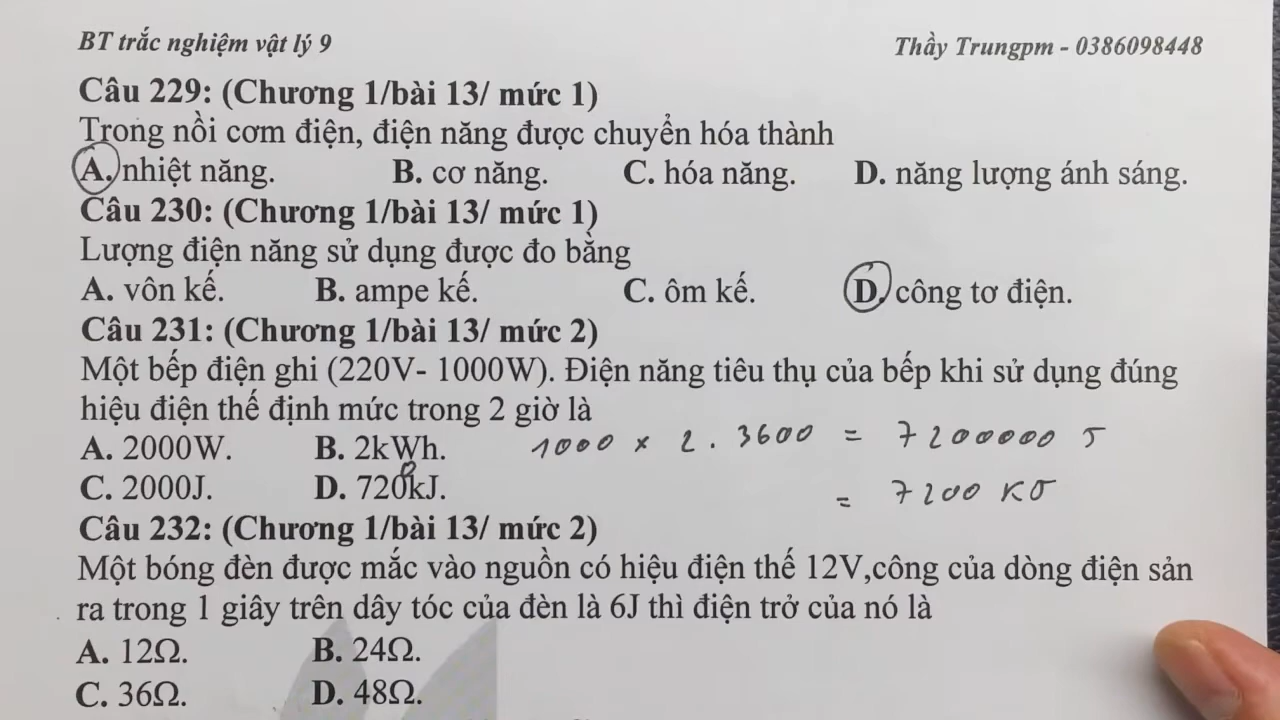 BT trắc nghiệm vật lý 9 Thầy Trungpm - 0386098448
Câu 229: (Chương 1/bài 13/ mức 1)
Trong nồi cơm điện, điện năng được chuyển hóa thành
A. nhiệt năng. B. cơ năng. C. hóa năng. D. năng lượng ánh sáng.
Câu 230: (Chương 1/bài 13/ mức 1)
Lượng điện năng sử dụng được đo bằng
A. vôn kế. B. ampe kế. C. ôm kế. D. công tơ điện.
Câu 231: (Chương 1/bài 13/ mức 2)
Một bếp điện ghi (220V- 1000W). Điện năng tiêu thụ của bếp khi sử dụng đúng
hiệu điện thế định mức trong 2 giờ là
A. 2000W. B. 2kWh. 1000 x 2 . 3600 = 7200000 J
C. 2000J. D. 7200kJ. = 7200 KJ
Câu 232: (Chương 1/bài 13/ mức 2)
Một bóng đèn được mắc vào nguồn có hiệu điện thế 12V,công của dòng điện sản
ra trong 1 giây trên dây tóc của đèn là 6J thì điện trở của nó là
A. 12Ω. B. 24Ω.
C. 36Ω. D. 48Ω.